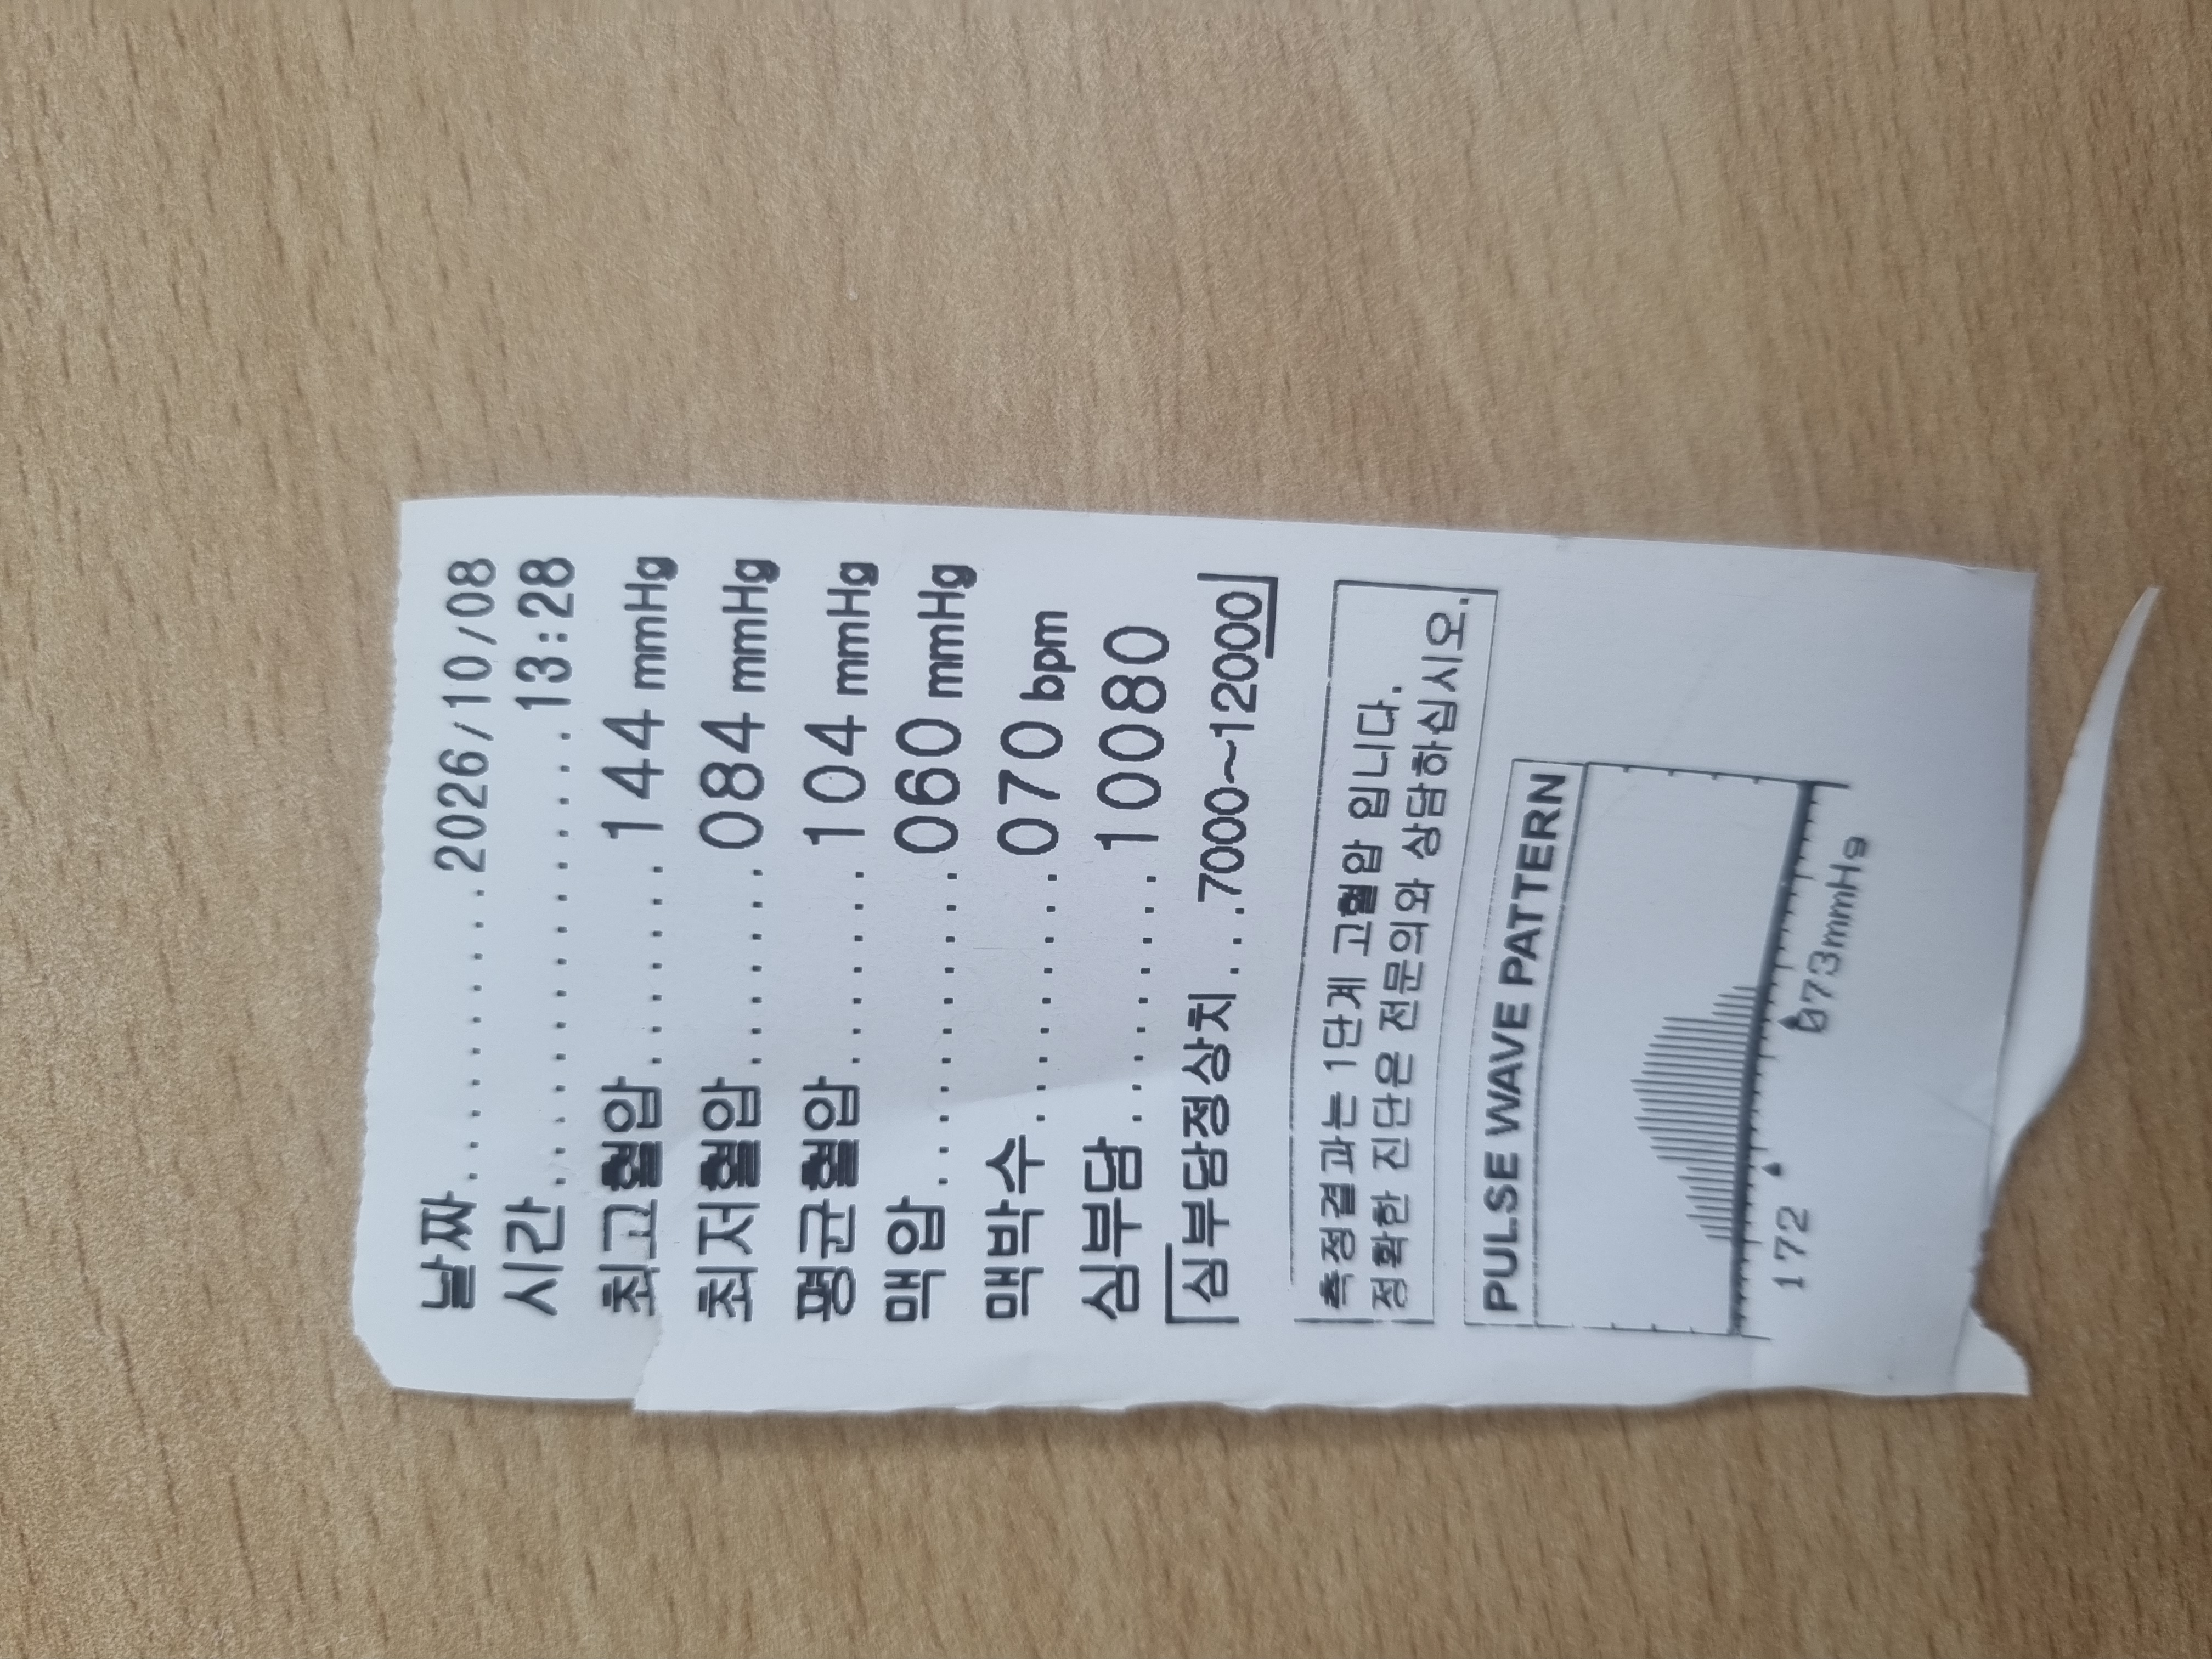 날짜..............2026/10/08
시간....................13:28
최고혈압.........144 mmHg
최저혈압.........084 mmHg
평균혈압.........104 mmHg
맥압..............060 mmHg
맥박수...........070 bpm
심부담...........10080
심부담정상치...7000~12000
측정결과는 1단계 고혈압 입니다.
정확한 진단은 전문의와 상담하십시오.
PULSE WAVE PATTERN
172
073mmHg